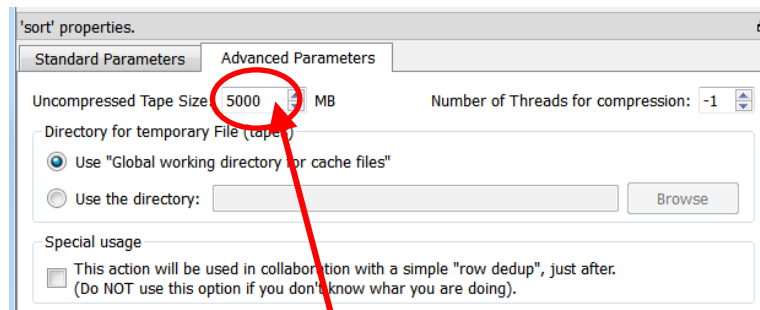 'sort' properties.
Standard Parameters Advanced Parameters
Uncompressed Tape Size: 5000 MB Number of Threads for compression: -1
Directory for temporary File (tapes)
Use "Global working directory for cache files"
Use the directory: Browse
Special usage
This action will be used in collaboration with a simple "row dedup", just after.
(Do NOT use this option if you don't know whar you are doing).